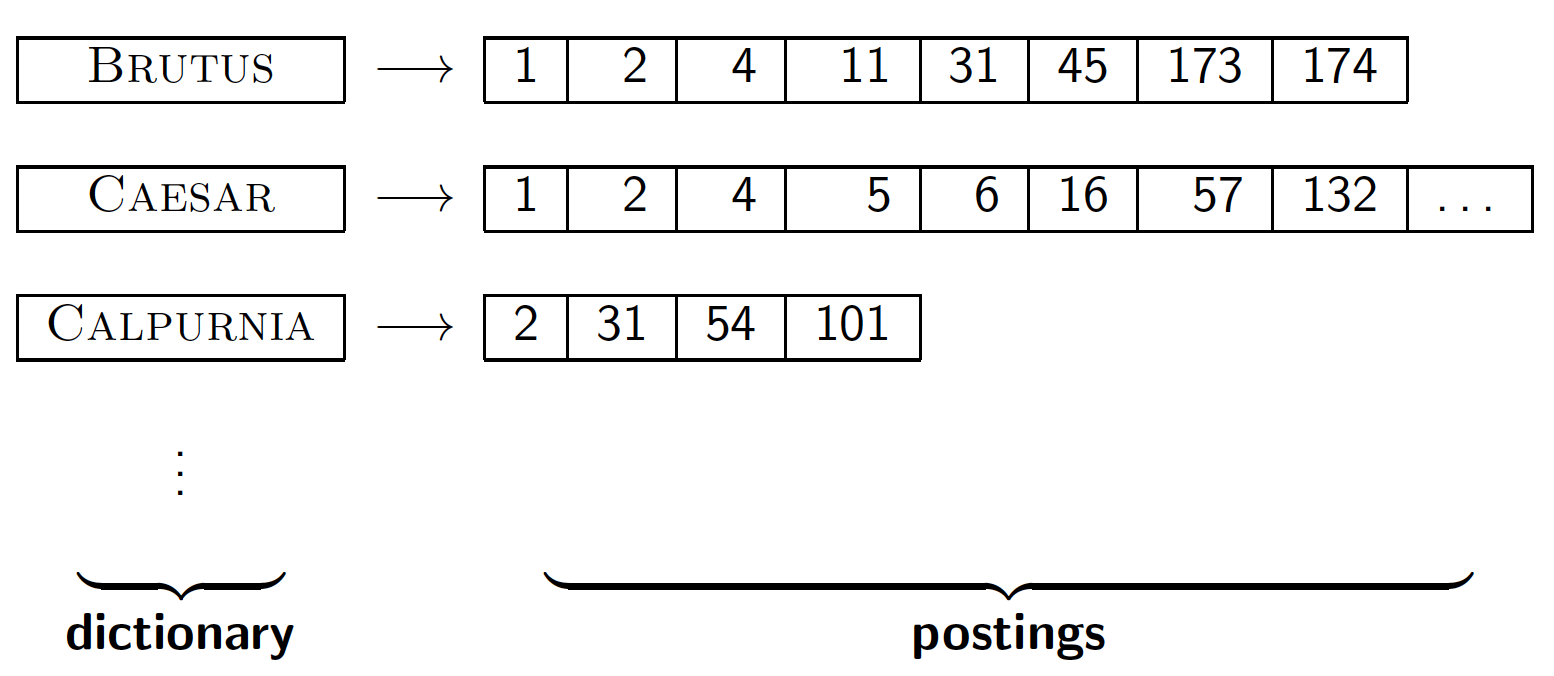 BRUTUS ⟶ 1 2 4 11 31 45 173 174
CAESAR ⟶ 1 2 4 5 6 16 57 132 ...
CALPURNIA ⟶ 2 31 54 101
⋮
dictionary postings